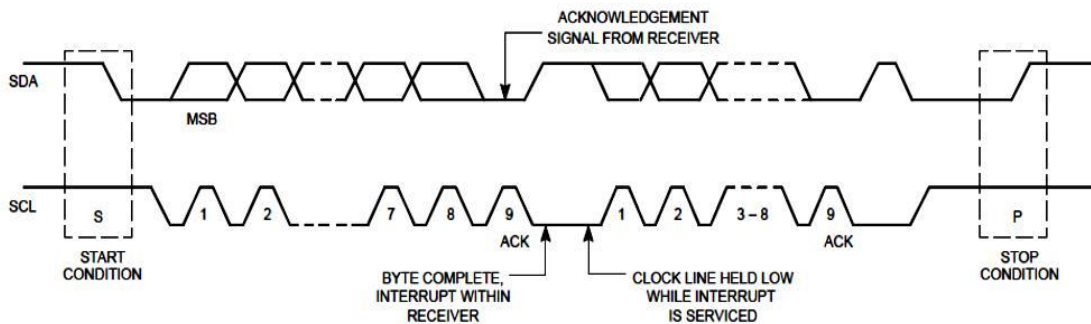 ACKNOWLEDGEMENT
SIGNAL FROM RECEIVER
SDA
MSB
SCL
S
1
2
7
8
9
1
2
3 – 8
9
P
ACK
ACK
START
CONDITION
BYTE COMPLETE,
INTERRUPT WITHIN
RECEIVER
CLOCK LINE HELD LOW
WHILE INTERRUPT
IS SERVICED
STOP
CONDITION